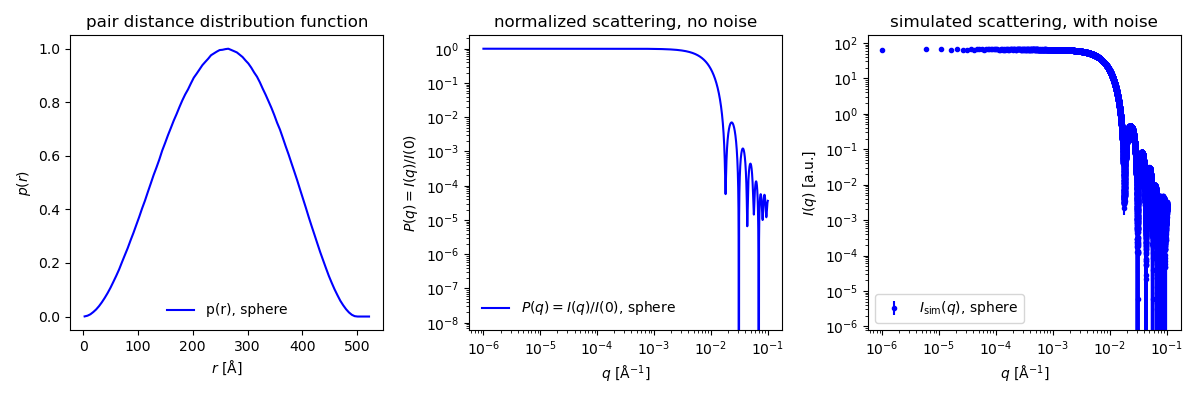 pair distance distribution function
1.0
0.8
0.6
0.4
0.2
0.0
p(r)
p(r), sphere
0 100 200 300 400 500
r [Å]
normalized scattering, no noise
10⁰
10⁻¹
10⁻²
10⁻³
10⁻⁴
10⁻⁵
10⁻⁶
10⁻⁷
10⁻⁸
P(q) = I(q)/I(0)
P(q) = I(q)/I(0), sphere
10⁻⁶ 10⁻⁵ 10⁻⁴ 10⁻³ 10⁻² 10⁻¹
q [Å⁻¹]
simulated scattering, with noise
10²
10¹
10⁰
10⁻¹
10⁻²
10⁻³
10⁻⁴
10⁻⁵
10⁻⁶
I(q) [a.u.]
Isim(q), sphere
10⁻⁶ 10⁻⁵ 10⁻⁴ 10⁻³ 10⁻² 10⁻¹
q [Å⁻¹]